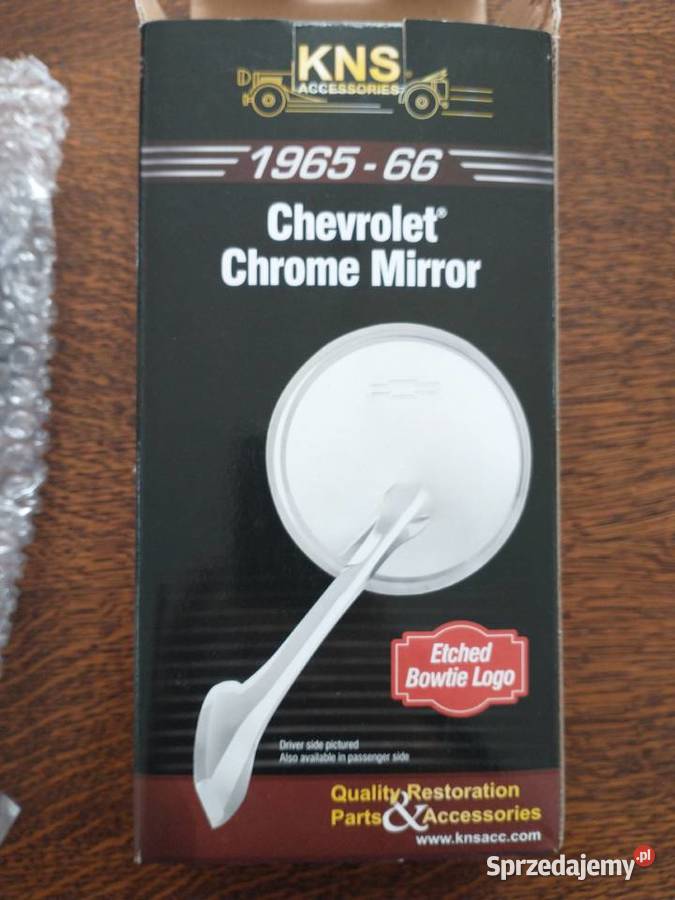 KNS
ACCESSORIES
1965-66
Chevrolet®
Chrome Mirror
Etched
Bowtie Logo
Driver side pictured
Also available in passenger side
Quality Restoration
Parts & Accessories
www.knsacc.com
Sprzedajemy.pl